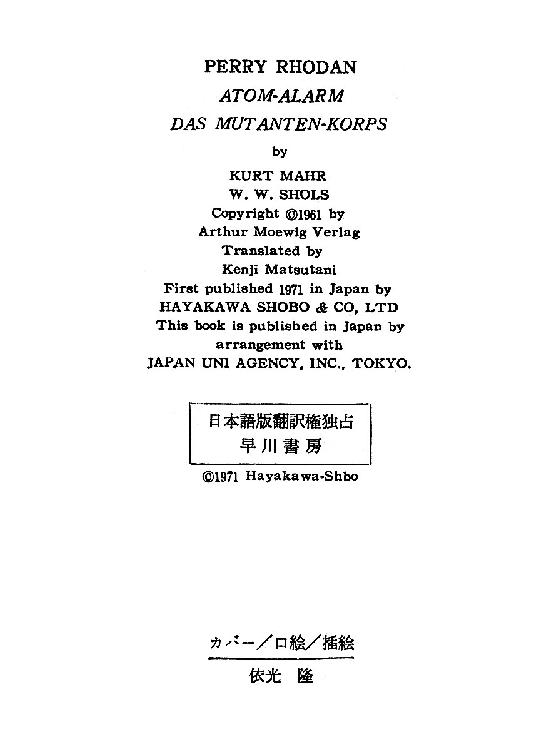 PERRY RHODAN
ATOM-ALARM
DAS MUTANTEN-KORPS
by
KURT MAHR
W. W. SHOLS
Copyright ©1961 by
Arthur Moewig Verlag
Translated by
Kenji Matsutani
First published 1971 in Japan by
HAYAKAWA SHOBO & CO, LTD
This book is published in Japan by
arrangement with
JAPAN UNI AGENCY, INC., TOKYO.
日本語版翻訳権独占
早川書房
©1971 Hayakawa-Shbo
カバー／口絵／插絵
依光 隆